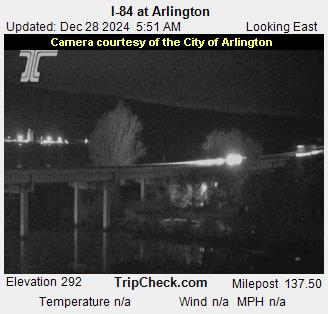 I-84 at Arlington
Updated: Dec 28 2024 5:51 AM Looking East
Camera courtesy of the City of Arlington
Elevation 292 TripCheck.com Milepost 137.50
Temperature n/a Wind n/a MPH n/a